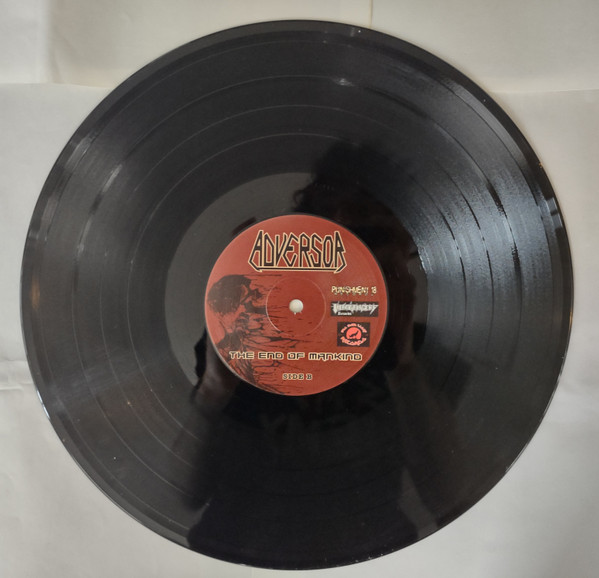 ADVERSOR
PUNISHMENT 18
THE END OF MANKIND
SIDE B